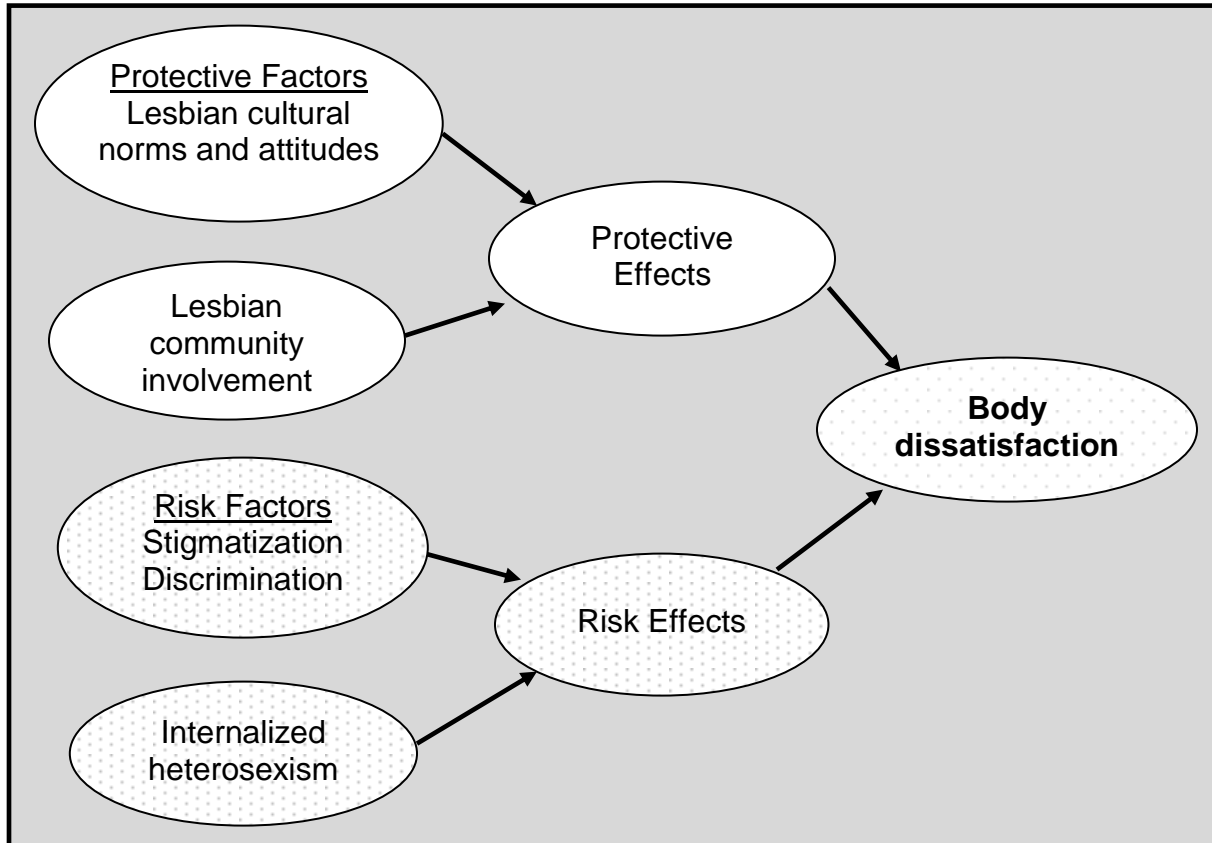 Protective Factors
Lesbian cultural
norms and attitudes
Protective
Effects
Lesbian
community
involvement
Body
dissatisfaction
Risk Factors
Stigmatization
Discrimination
Risk Effects
Internalized
heterosexism